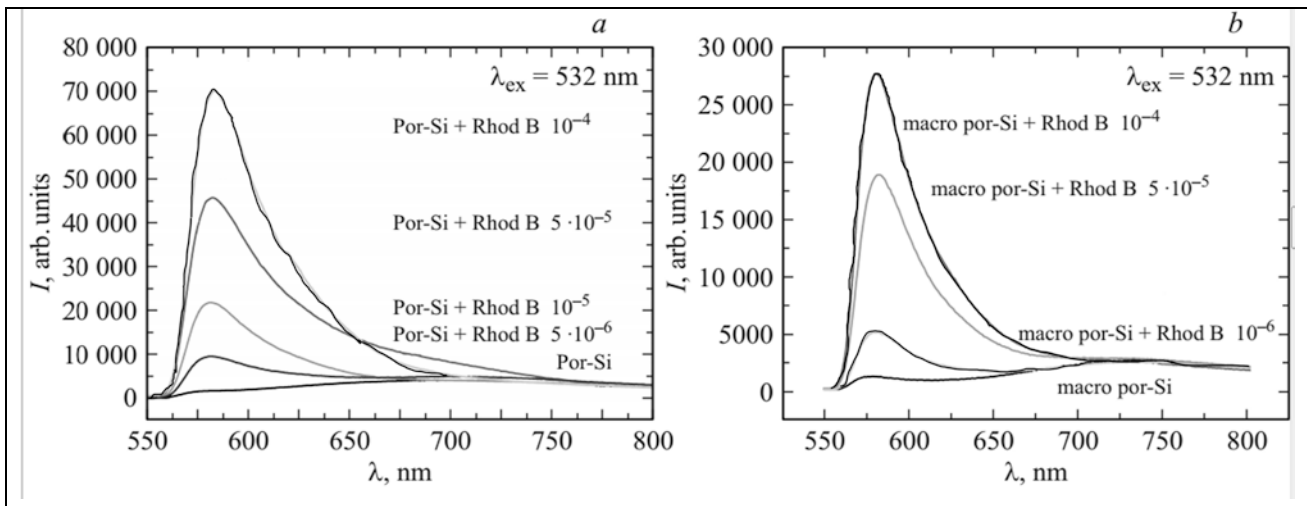 a
80 000
70 000
60 000
50 000
40 000
30 000
20 000
10 000
0
I, arb. units
λex = 532 nm
Por-Si + Rhod B 10⁻⁴
Por-Si + Rhod B 5 ·10⁻⁵
Por-Si + Rhod B 10⁻⁵
Por-Si + Rhod B 5 ·10⁻⁶
Por-Si
550 600 650 700 750 800
λ, nm
b
30 000
25 000
20 000
15 000
10 000
5000
0
I, arb. units
λex = 532 nm
macro por-Si + Rhod B 10⁻⁴
macro por-Si + Rhod B 5 ·10⁻⁵
macro por-Si + Rhod B 10⁻⁶
macro por-Si
550 600 650 700 750 800
λ, nm